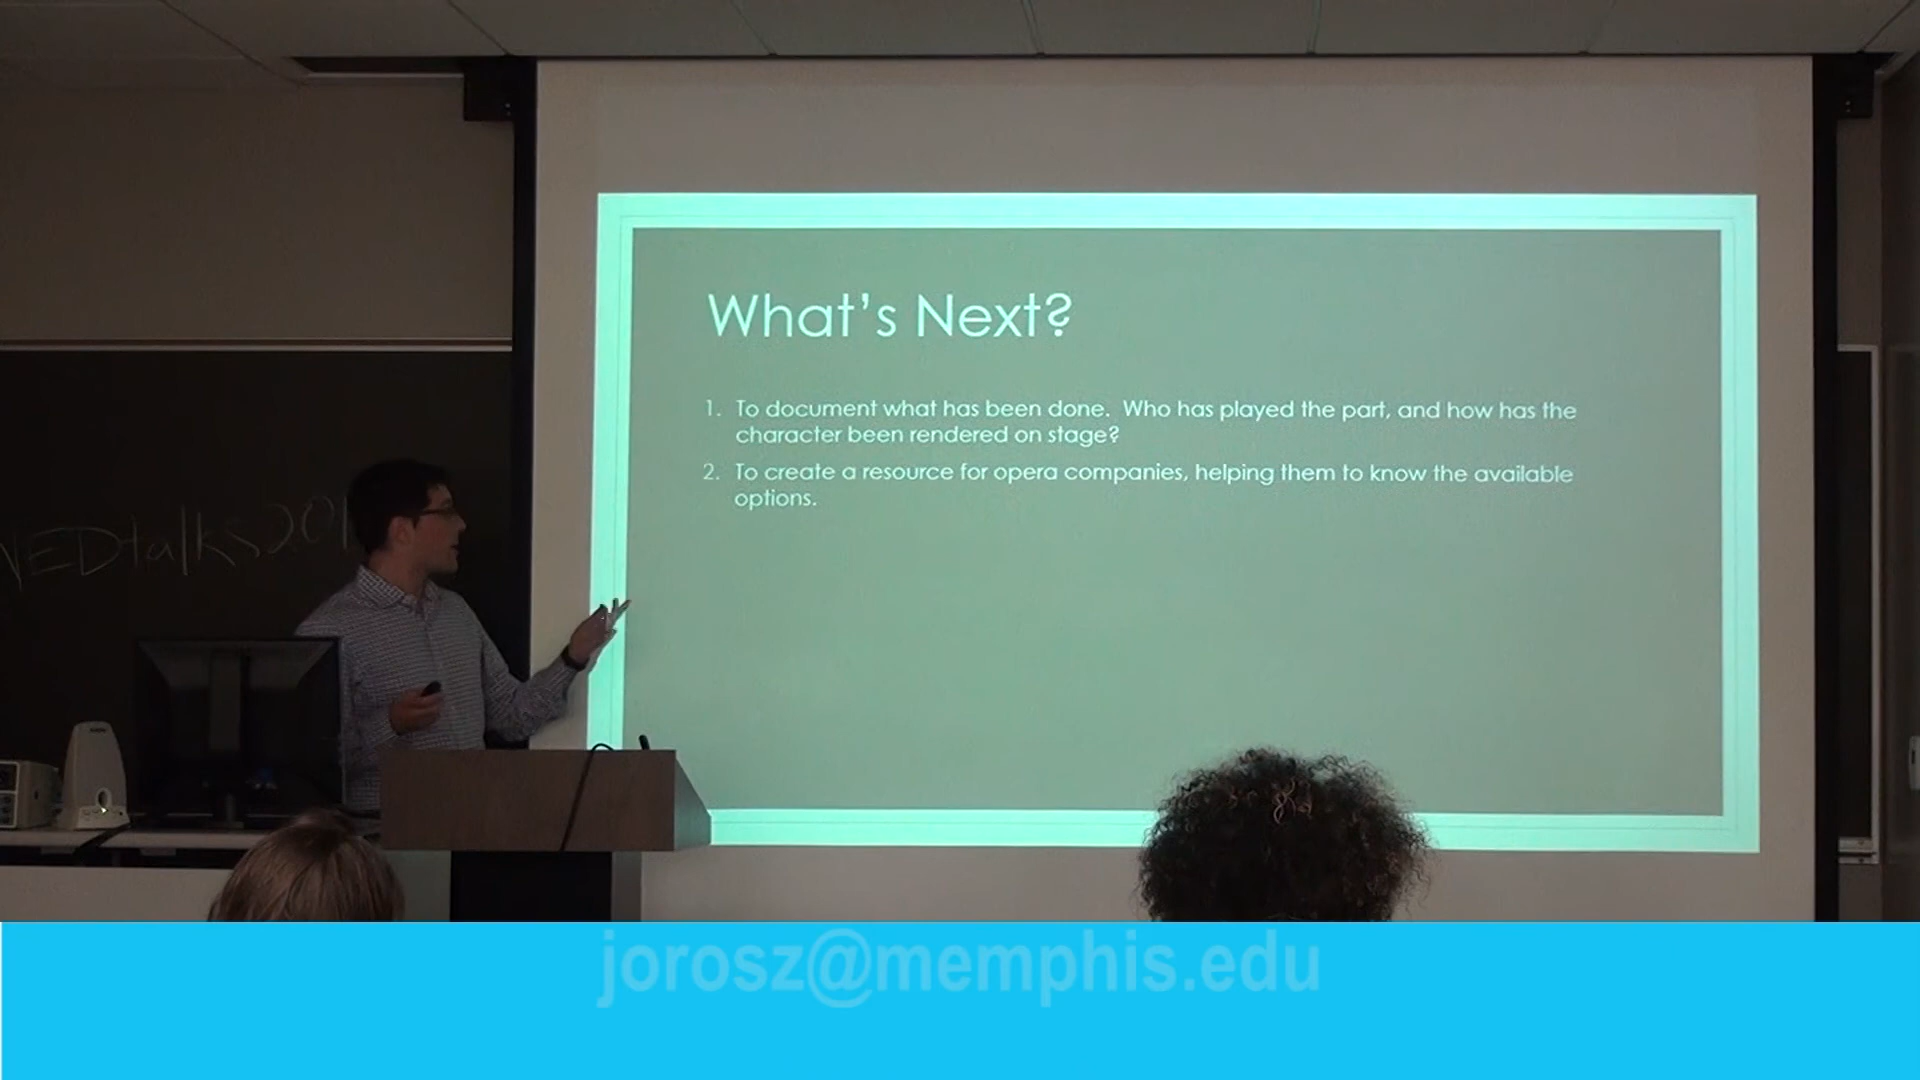 What's Next?
1. To document what has been done. Who has played the part, and how has the
character been rendered on stage?
2. To create a resource for opera companies, helping them to know the available
options.
NEDtalks201
jorosz@memphis.edu